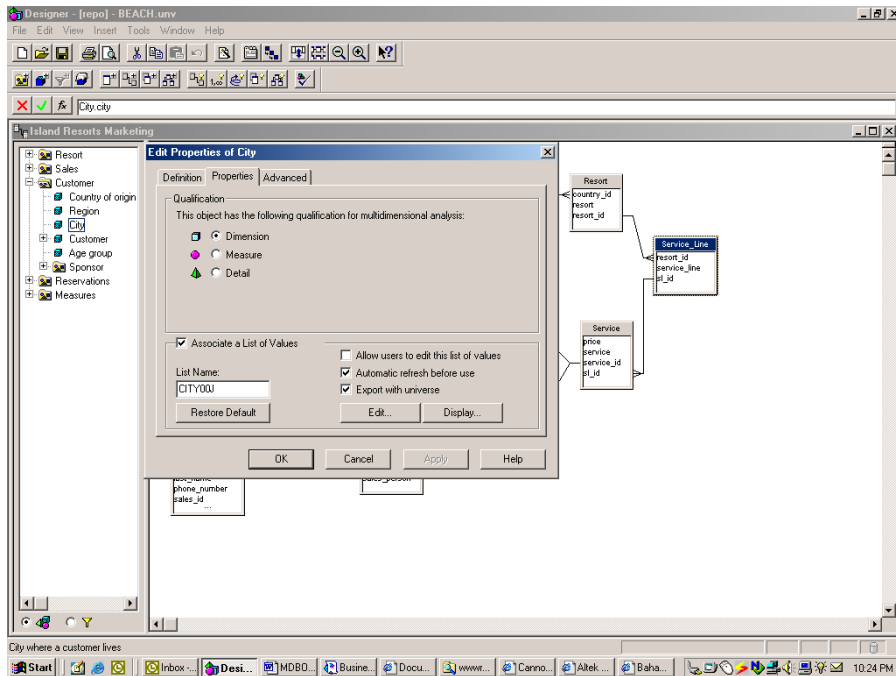 Designer - [repo] - BEACH.unv
File Edit View Insert Tools Window Help
City.city
Island Resorts Marketing
Resort
Sales
Customer
Country of origin
Region
City
Customer
Age group
Sponsor
Reservations
Measures
Edit Properties of City
Definition Properties Advanced
Qualification
This object has the following qualification for multidimensional analysis:
Dimension
Measure
Detail
Associate a List of Values
Allow users to edit this list of values
List Name:
Automatic refresh before use
CITY00J
Export with universe
Restore Default
Edit...
Display...
OK
Cancel
Apply
Help
Resort
country_id
resort
resort_id
Service_Line
resort_id
service_line
sl_id
Service
price
service
service_id
sl_id
last_name
phone_number
sales_id
...
sales_person
City where a customer lives
Start
Inbox -...
Desi...
MDBO...
Busine...
Docu...
wwwr...
Canno...
Altek ...
Baha...
10:24 PM